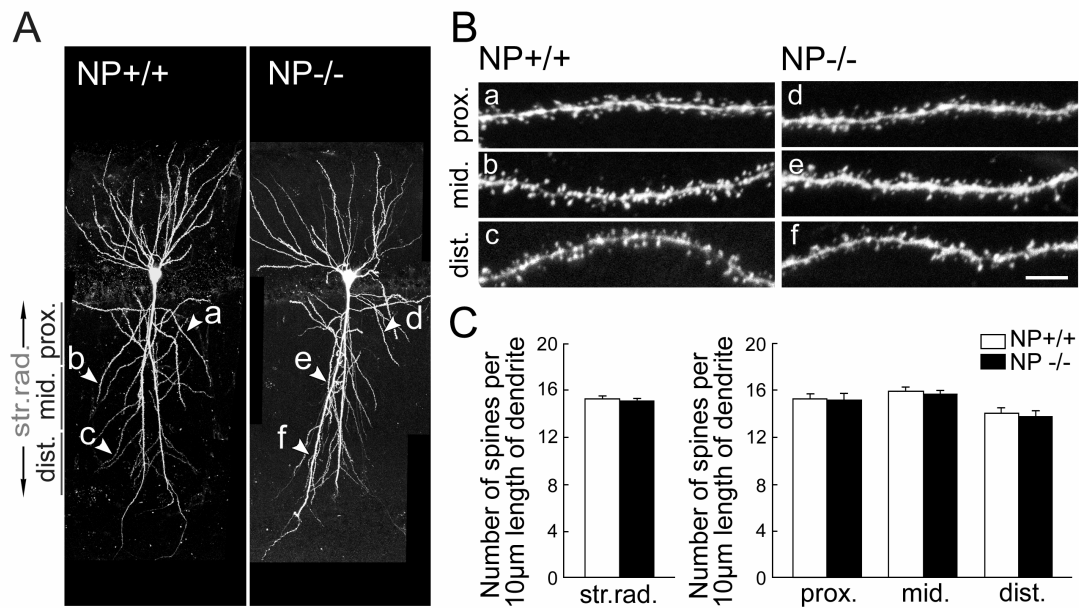 A
NP+/+
NP-/-
prox.
mid.
dist.
str.rad.
a
b
c
d
e
f
B
NP+/+
NP-/-
prox.
mid.
dist.
a
b
c
d
e
f
C
Number of spines per
10µm length of dendrite
20
16
12
8
4
0
str.rad.
Number of spines per
10µm length of dendrite
20
16
12
8
4
0
prox.
mid.
dist.
NP+/+
NP -/-